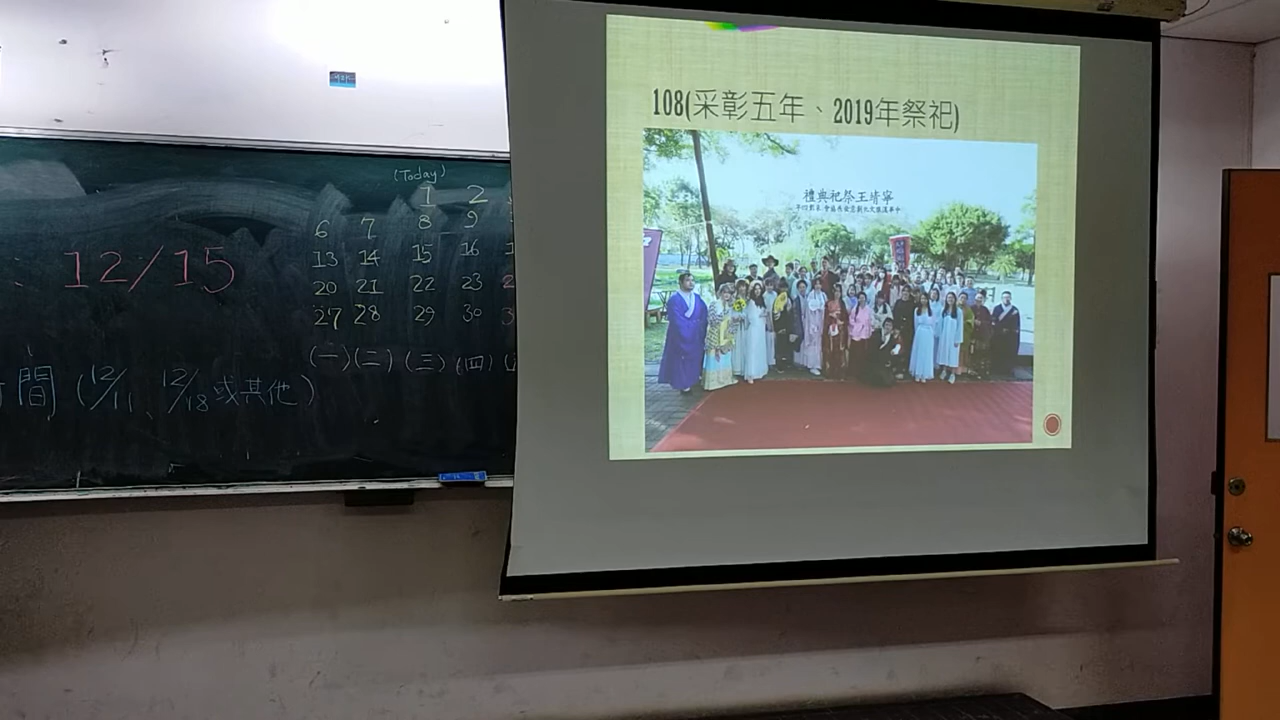 108(采彰五年、2019年祭祀)
寧靖王祭祀典禮
(Today)
1 2
6 7 8 9
13 14 15 16
20 21 22 23
27 28 29 30
(一)(二)(三)(四)
、12/15
間(12/11、12/18或其他)